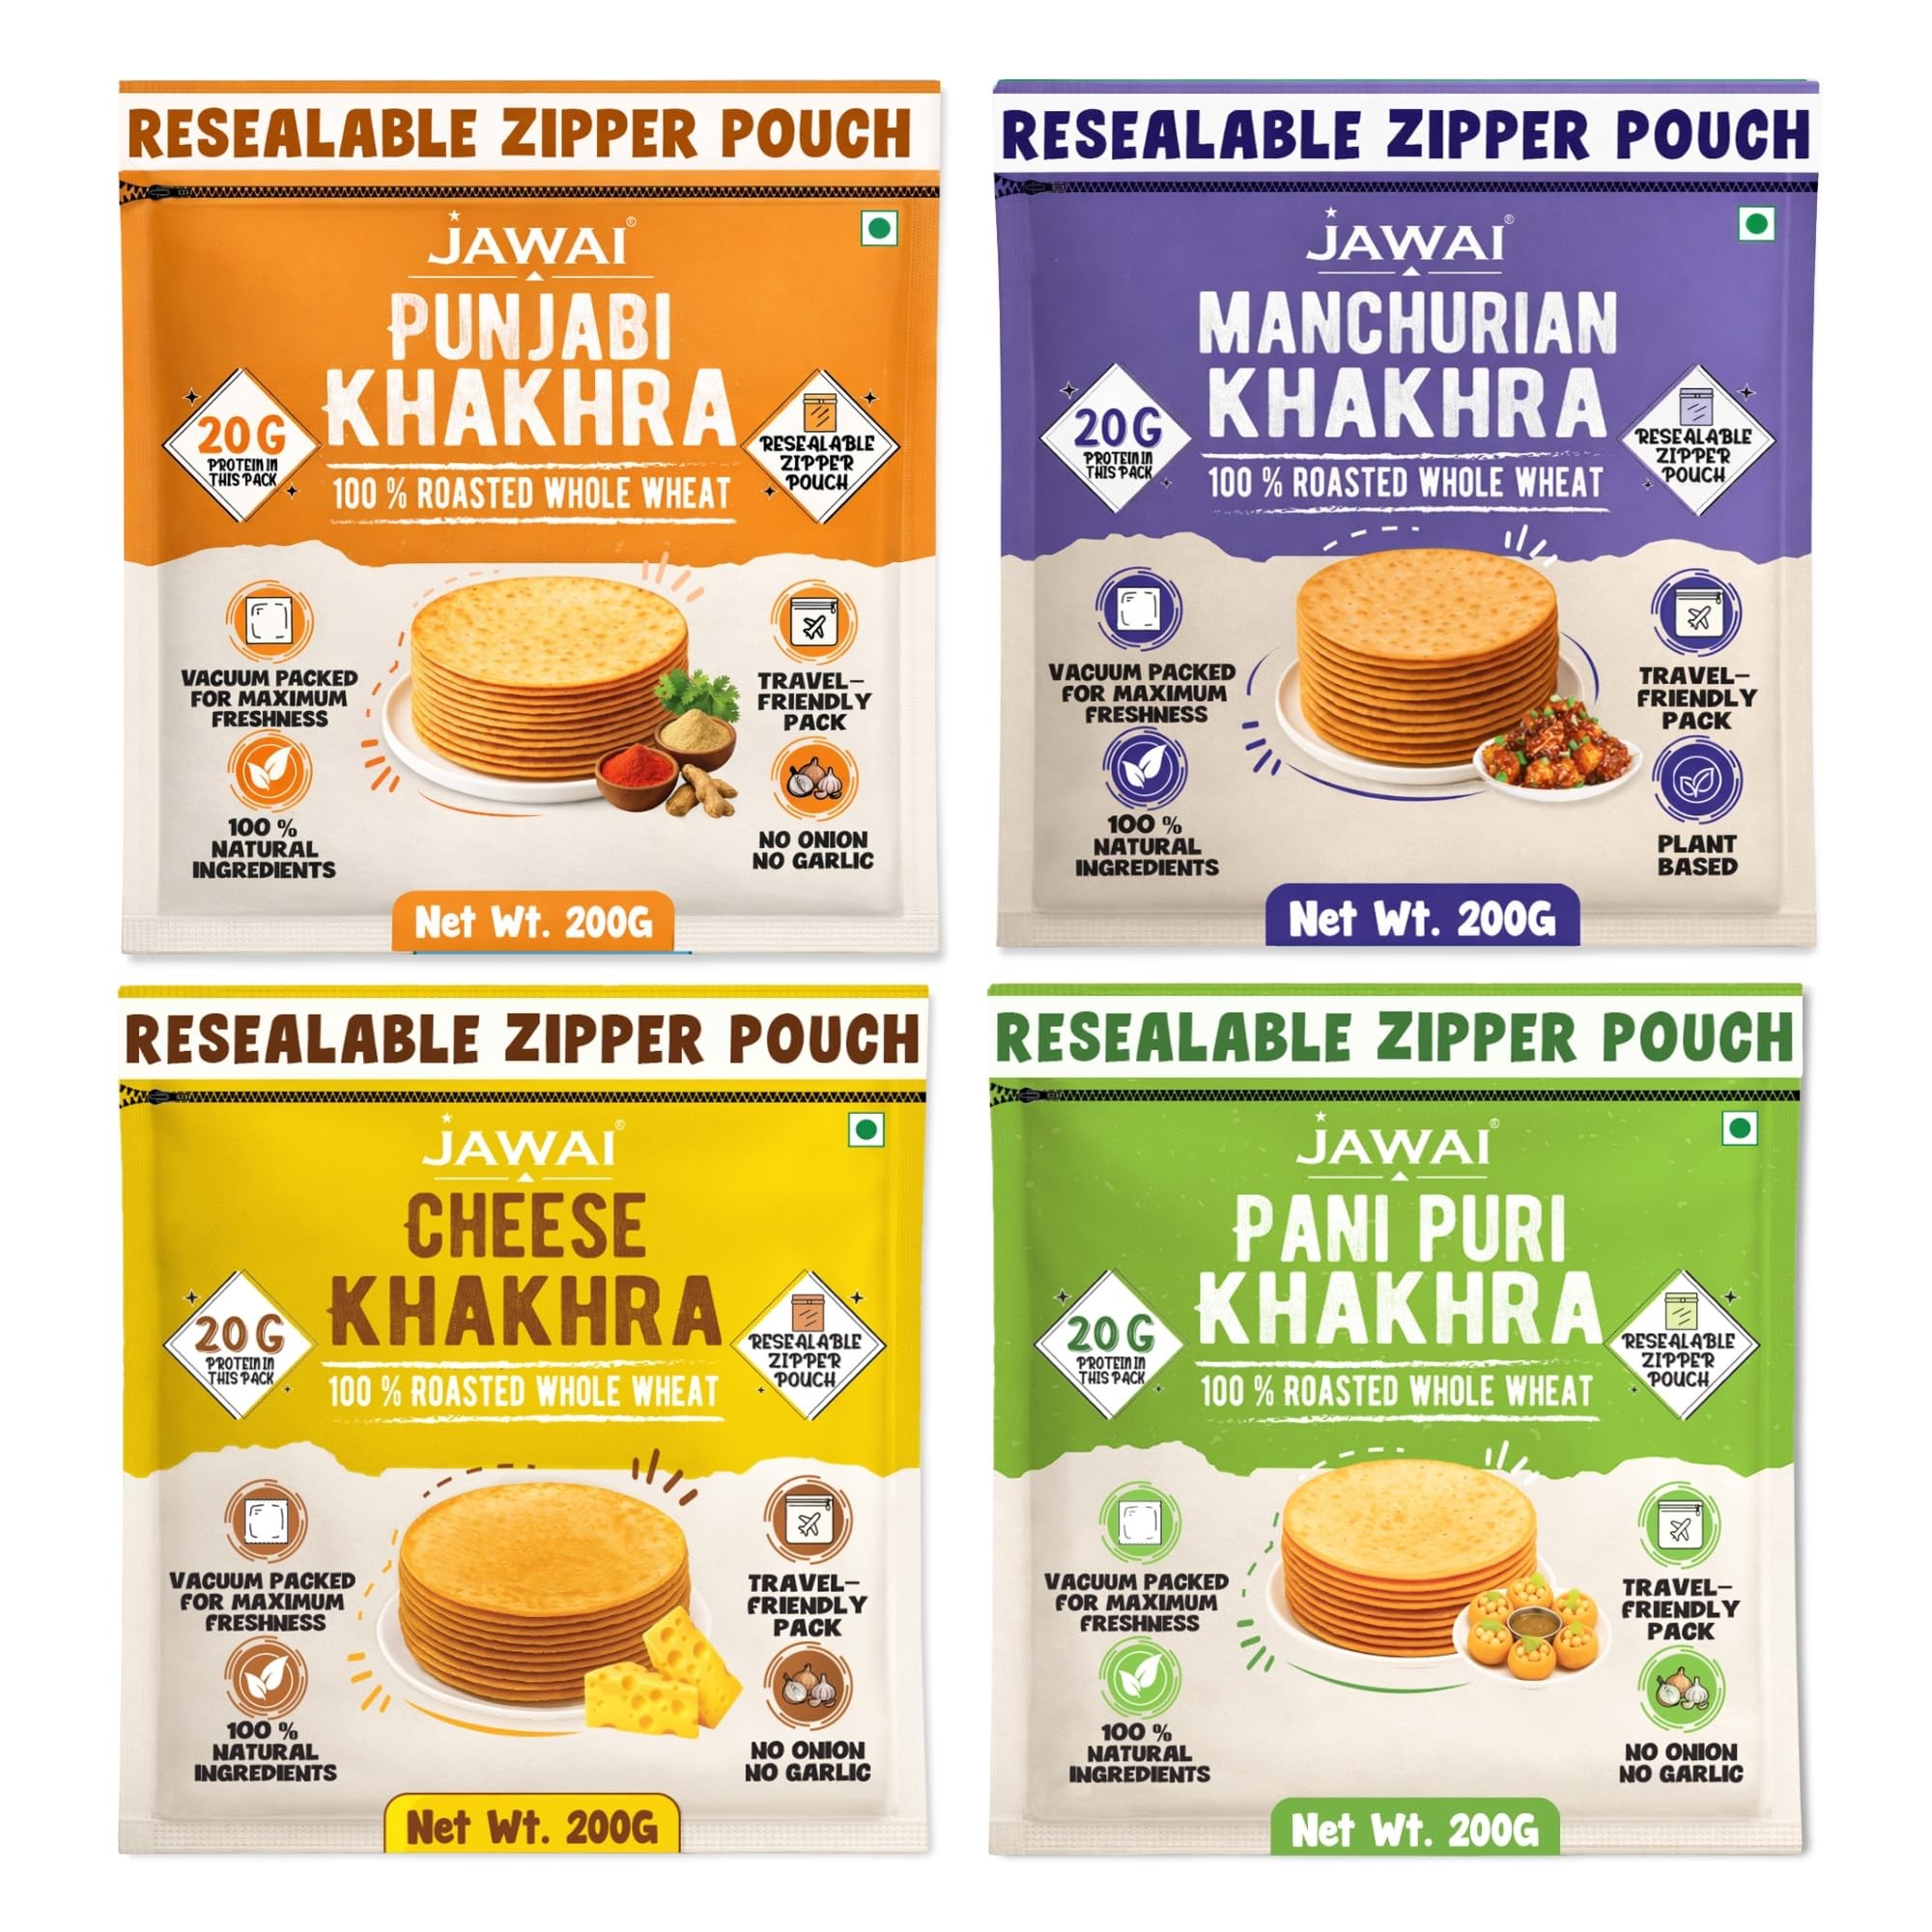 RESEALABLE ZIPPER POUCH
JAWAI®
PUNJABI
KHAKHRA
100 % ROASTED WHOLE WHEAT
20 G
PROTEIN IN
THIS PACK
RESEALABLE
ZIPPER
POUCH
VACUUM PACKED
FOR MAXIMUM
FRESHNESS
100 %
NATURAL
INGREDIENTS
TRAVEL–
FRIENDLY
PACK
NO ONION
NO GARLIC
Net Wt. 200G
RESEALABLE ZIPPER POUCH
JAWAI®
MANCHURIAN
KHAKHRA
100 % ROASTED WHOLE WHEAT
20 G
PROTEIN IN
THIS PACK
RESEALABLE
ZIPPER
POUCH
VACUUM PACKED
FOR MAXIMUM
FRESHNESS
100 %
NATURAL
INGREDIENTS
TRAVEL–
FRIENDLY
PACK
PLANT
BASED
Net Wt. 200G
RESEALABLE ZIPPER POUCH
JAWAI®
CHEESE
KHAKHRA
100 % ROASTED WHOLE WHEAT
20 G
PROTEIN IN
THIS PACK
RESEALABLE
ZIPPER
POUCH
VACUUM PACKED
FOR MAXIMUM
FRESHNESS
100 %
NATURAL
INGREDIENTS
TRAVEL–
FRIENDLY
PACK
NO ONION
NO GARLIC
Net Wt. 200G
RESEALABLE ZIPPER POUCH
JAWAI®
PANI PURI
KHAKHRA
100 % ROASTED WHOLE WHEAT
20 G
PROTEIN IN
THIS PACK
RESEALABLE
ZIPPER
POUCH
VACUUM PACKED
FOR MAXIMUM
FRESHNESS
100 %
NATURAL
INGREDIENTS
TRAVEL–
FRIENDLY
PACK
NO ONION
NO GARLIC
Net Wt. 200G